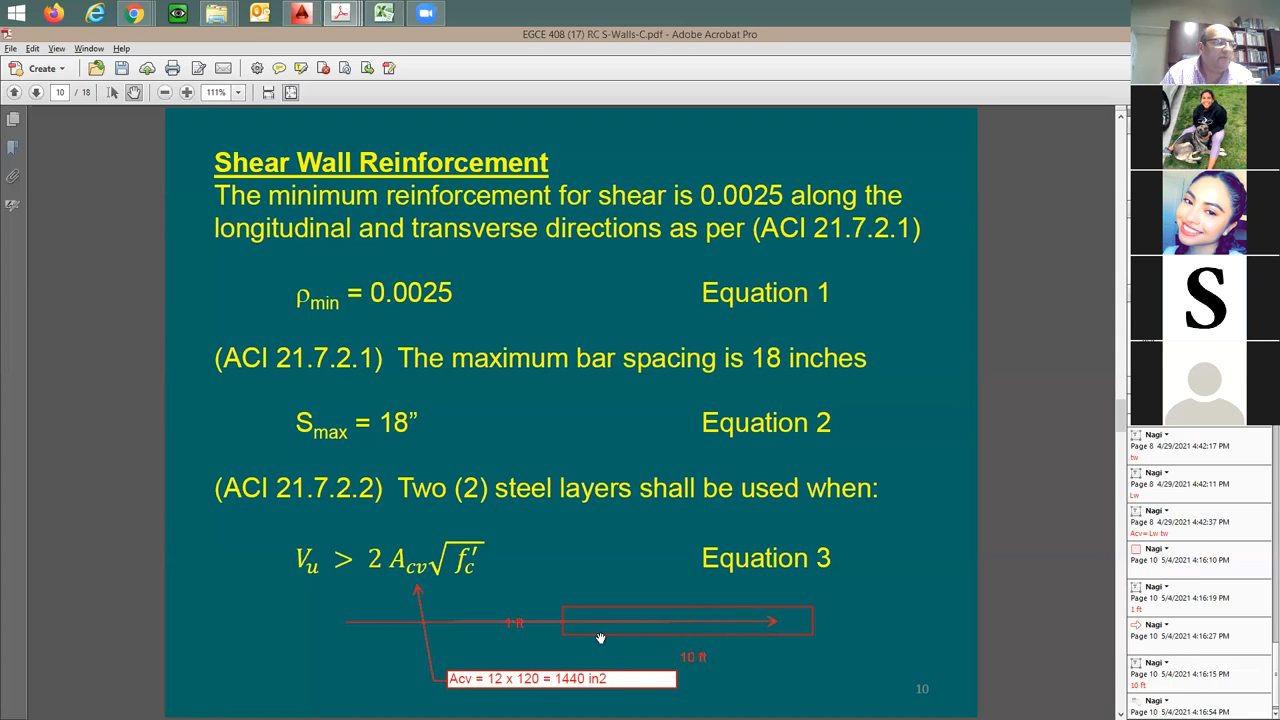 EGCE 408 (17) RC S-Walls-C.pdf - Adobe Acrobat Pro
File Edit View Window Help
Create
10 / 18 111%
Shear Wall Reinforcement
The minimum reinforcement for shear is 0.0025 along the
longitudinal and transverse directions as per (ACI 21.7.2.1)
ρmin = 0.0025 Equation 1
(ACI 21.7.2.1) The maximum bar spacing is 18 inches
Smax = 18” Equation 2
(ACI 21.7.2.2) Two (2) steel layers shall be used when:
Vu > 2 Acv√f′c Equation 3
1 ft
10 ft
Acv = 12 x 120 = 1440 in2
10
S
Nagi
Page 8 4/29/2021 4:42:17 PM
tw
Nagi
Page 8 4/29/2021 4:42:11 PM
Lw
Nagi
Page 8 4/29/2021 4:42:37 PM
Acv= Lw tw
Nagi
Page 10 5/4/2021 4:16:10 PM
Nagi
Page 10 5/4/2021 4:16:19 PM
1 ft
Nagi
Page 10 5/4/2021 4:16:27 PM
Nagi
Page 10 5/4/2021 4:16:15 PM
10 ft
Nagi
Page 10 5/4/2021 4:16:54 PM